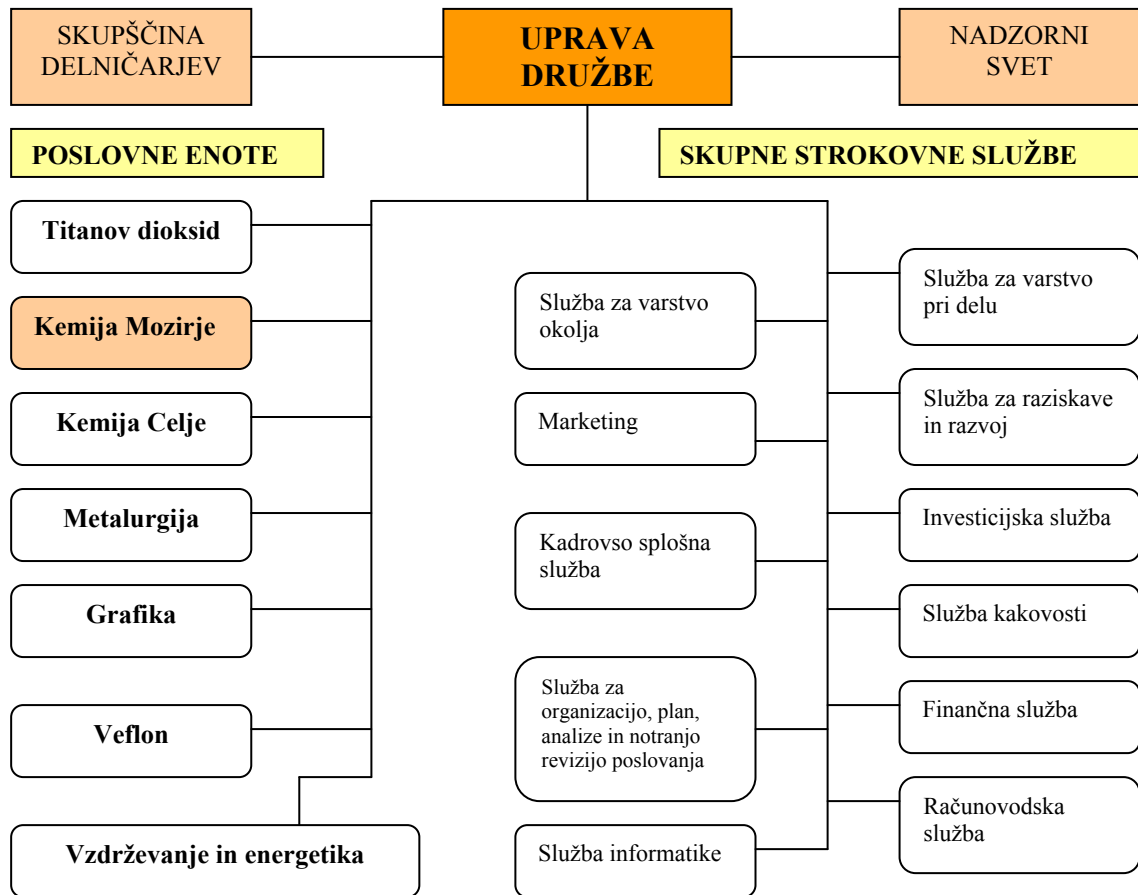 SKUPŠČINA
DELNIČARJEV
UPRAVA
DRUŽBE
NADZORNI
SVET
POSLOVNE ENOTE
SKUPNE STROKOVNE SLUŽBE
Titanov dioksid
Kemija Mozirje
Kemija Celje
Metalurgija
Grafika
Veflon
Vzdrževanje in energetika
Služba za varstvo
okolja
Marketing
Kadrovso splošna
služba
Služba za
organizacijo, plan,
analize in notranjo
revizijo poslovanja
Služba informatike
Služba za varstvo
pri delu
Služba za raziskave
in razvoj
Investicijska služba
Služba kakovosti
Finančna služba
Računovodska
služba